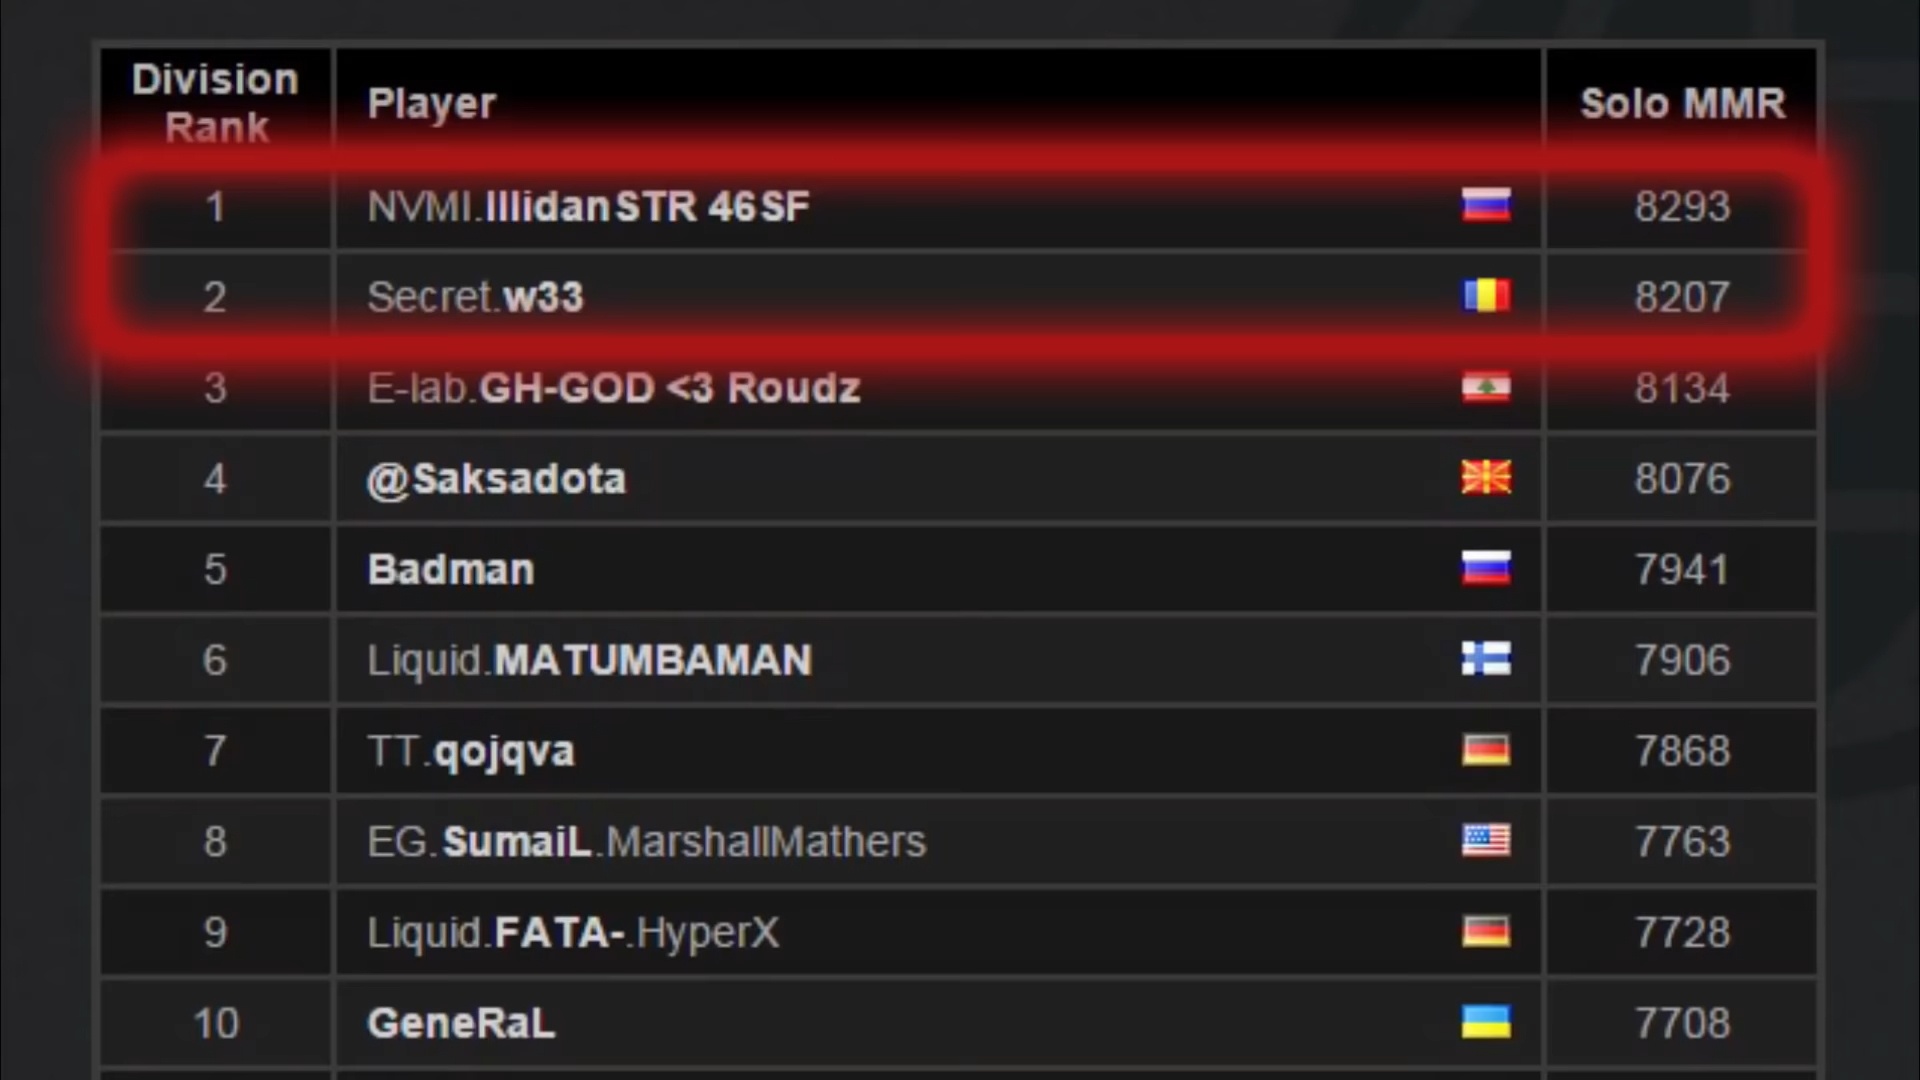 Division Rank Player Solo MMR
1 NVMI.IllidanSTR 46SF 8293
2 Secret.w33 8207
3 E-lab.GH-GOD <3 Roudz 8134
4 @Saksadota 8076
5 Badman 7941
6 Liquid.MATUMBAMAN 7906
7 TT.qojqva 7868
8 EG.SumaiL.MarshallMathers 7763
9 Liquid.FATA-.HyperX 7728
10 GeneRaL 7708